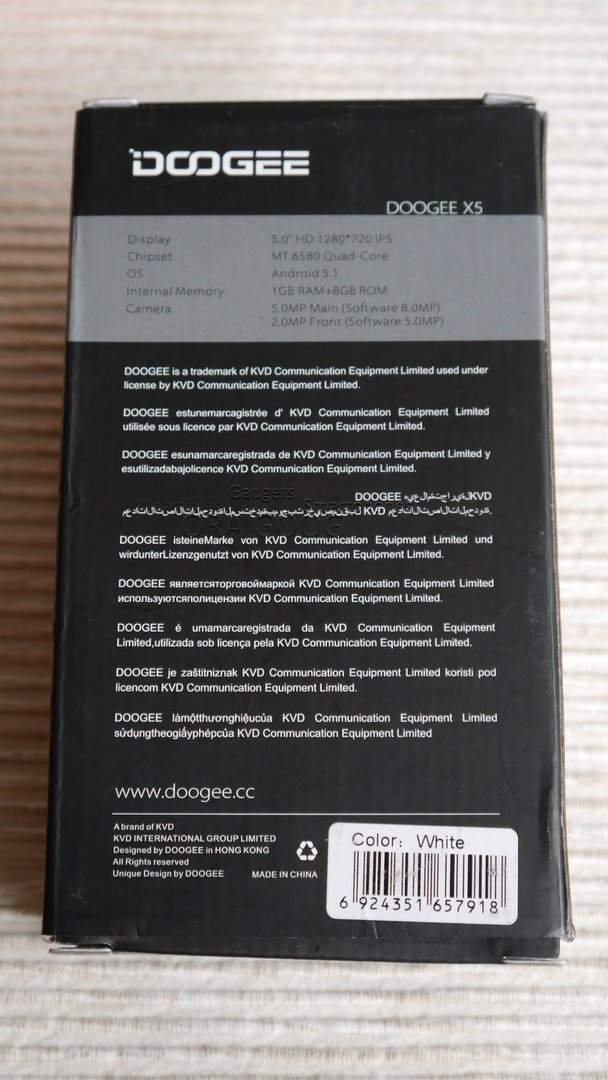 DOOGEE
DOOGEE X5
Display 5.0" HD 1280*720 IPS
Chipset MT 6580 Quad-Core
OS Android 5.1
Internal Memory 1GB RAM+8GB ROM
Camera 5.0MP Main (Software 8.0MP)
2.0MP Front (Software 5.0MP)
DOOGEE is a trademark of KVD Communication Equipment Limited used under
license by KVD Communication Equipment Limited.
DOOGEE estunemarcagistrée d' KVD Communication Equipment Limited
utilisée sous licence par KVD Communication Equipment Limited.
DOOGEE esunamarcaregistrada de KVD Communication Equipment Limited y
esutilizadabajolicence KVD Communication Equipment Limited.
Gadgets
DOOGEE KVD
KVD
DOOGEE isteineMarke von KVD Communication Equipment Limited und
wirdunterLizenzgenutzt von KVD Communication Equipment Limited.
DOOGEE являетсяторговоймаркой KVD Communication Equipment Limited
используютсяполицензии KVD Communication Equipment Limited.
DOOGEE é umamarcaregistrada da KVD Communication Equipment
Limited,utilizada sob licença pela KVD Communication Equipment Limited.
DOOGEE je zaštitniznak KVD Communication Equipment Limited koristi pod
licencom KVD Communication Equipment Limited.
DOOGEE làmộtthươnghiệucủa KVD Communication Equipment Limited
sửdụngtheogiấyphépcủa KVD Communication Equipment Limited
www.doogee.cc
A brand of KVD
KVD INTERNATIONAL GROUP LIMITED
Designed by DOOGEE in HONG KONG
All Rights reserved
Unique Design by DOOGEE MADE IN CHINA
Color: White
6 924351 657918